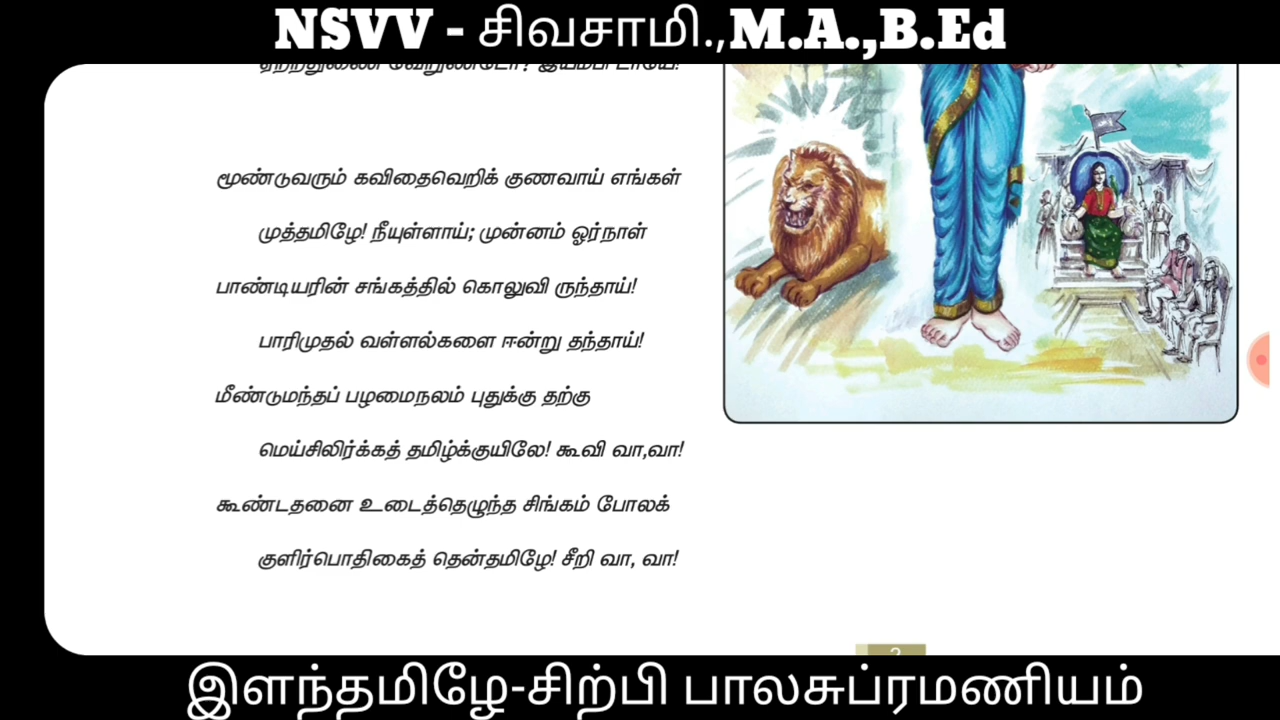 NSVV - சிவசாமி.,M.A.,B.Ed
மூண்டுவரும் கவிதைவெறிக் குணவாய் எங்கள்
முத்தமிழே! நீயுள்ளாய்; முன்னம் ஓர்நாள்
பாண்டியரின் சங்கத்தில் கொலுவி ருந்தாய்!
பாரிமுதல் வள்ளல்களை ஈன்று தந்தாய்!
மீண்டுமந்தப் பழமைநலம் புதுக்கு தற்கு
மெய்சிலிர்க்கத் தமிழ்க்குயிலே! கூவி வா,வா!
கூண்டதனை உடைத்தெழுந்த சிங்கம் போலக்
குளிர்பொதிகைத் தென்தமிழே! சீறி வா, வா!
இளந்தமிழே-சிற்பி பாலசுப்ரமணியம்